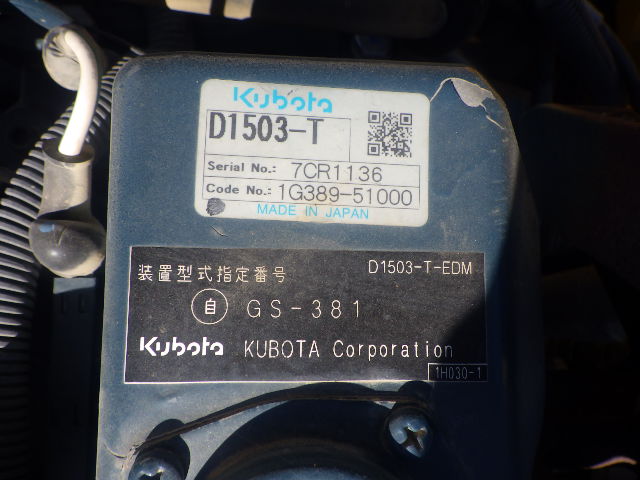 Kubota
D1503-T
Serial No.: 7CR1136
Code No.: 1G389-51000
MADE IN JAPAN
装置型式指定番号 D1503-T-EDM
自 GS-381
Kubota KUBOTA Corporation
1H030-1